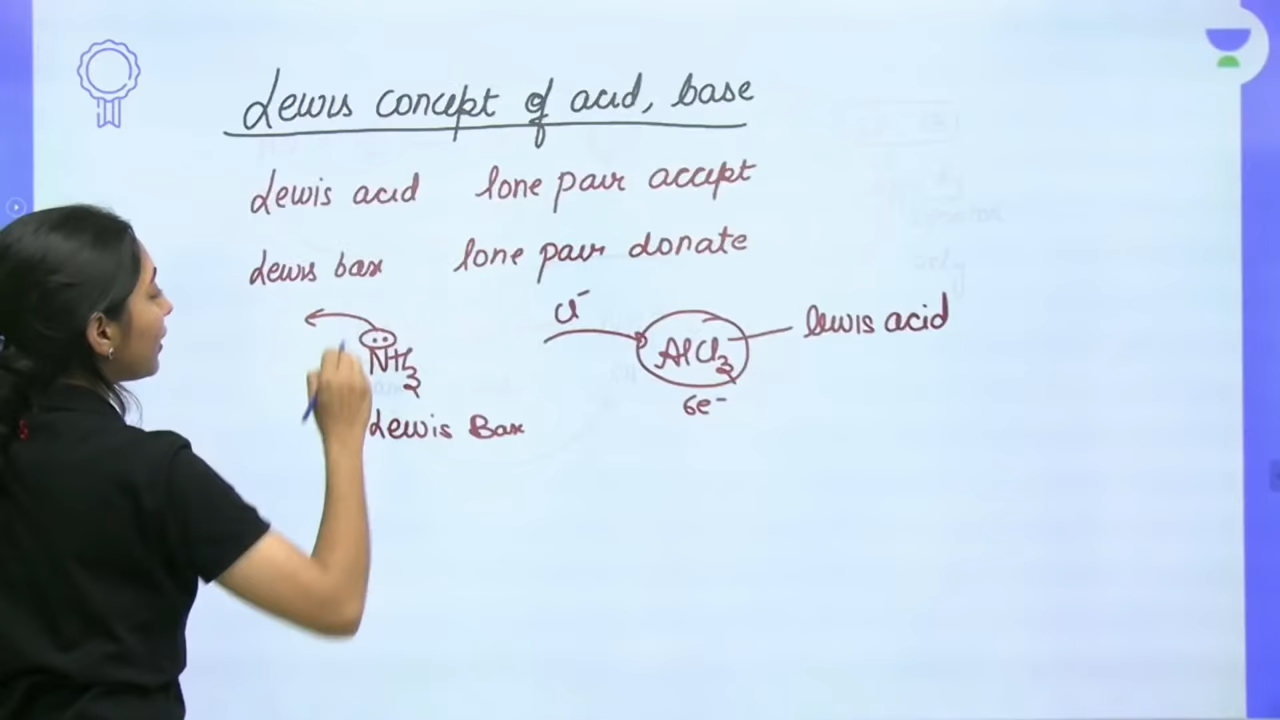 Lewis concept of acid, base
Lewis acid lone pair accept
Lewis base lone pair donate
Cl⁻
NH₃
AlCl₃
lewis acid
6e⁻
Lewis Base